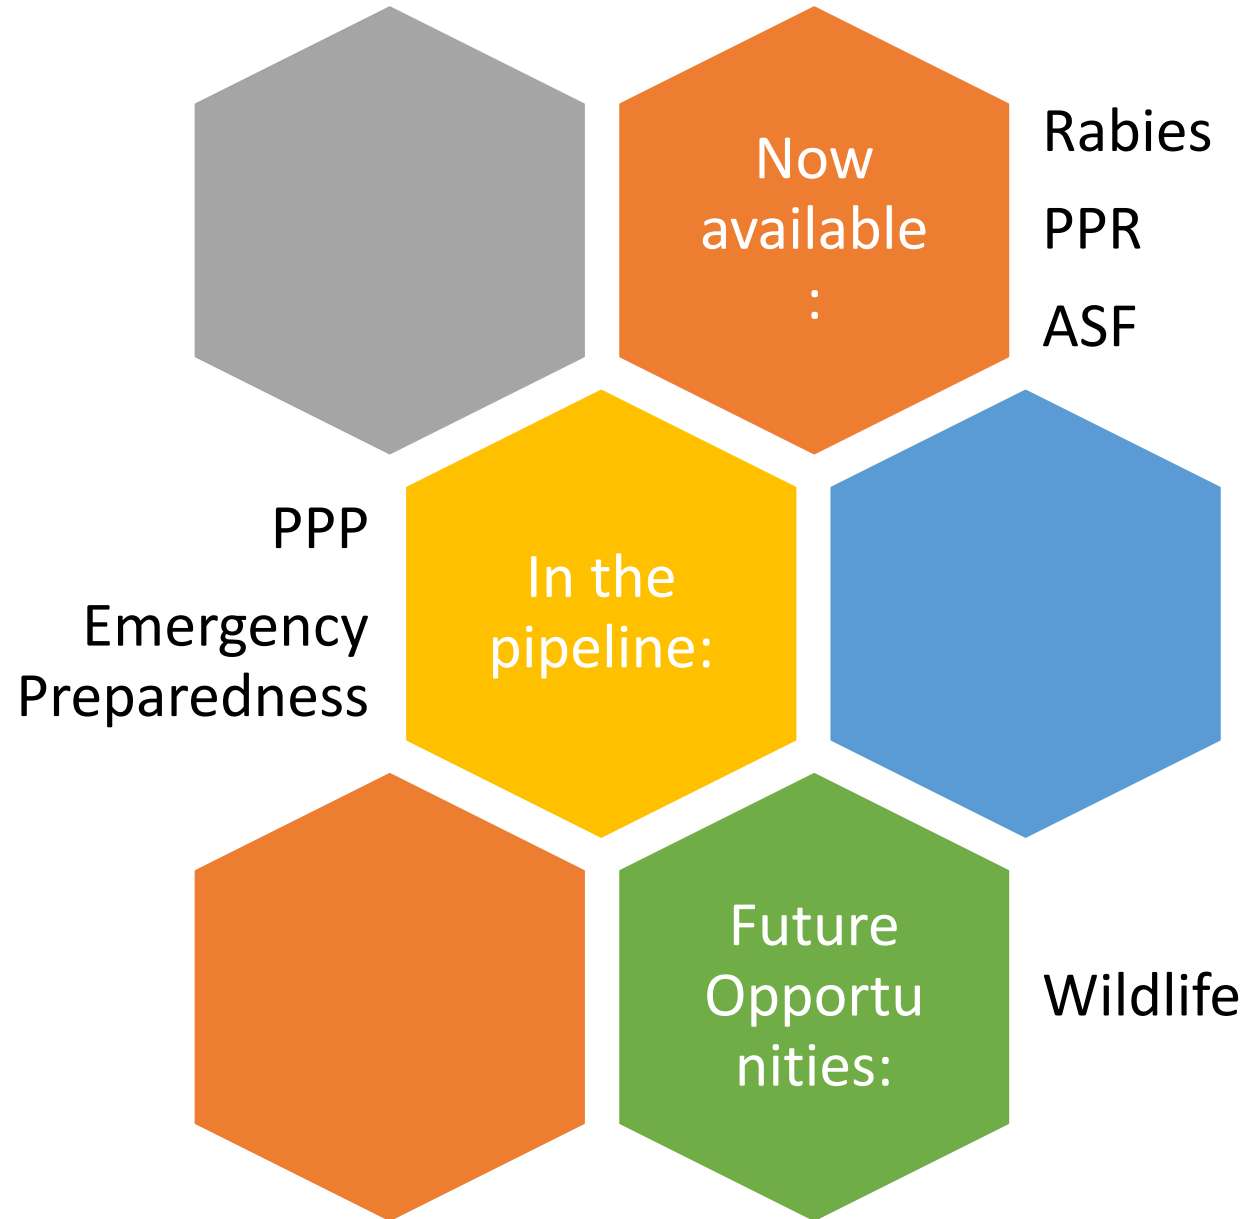 Now
available
:
Rabies
PPR
ASF
PPP
Emergency
Preparedness
In the
pipeline:
Future
Opportu
nities:
Wildlife